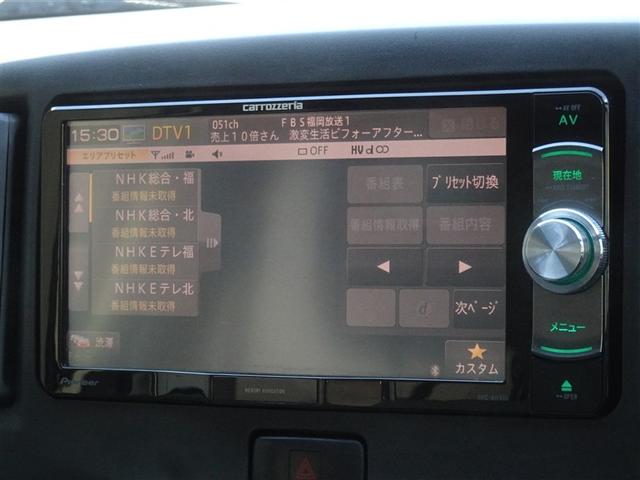 carrozzeria
AV OFF
AV
15:30 DTV1 051ch FBS福岡放送1
売上10倍さん 激変生活ビフォーアフター...
エリアプリセット OFF HV
NHK総合・福
番組情報未取得
NHK総合・北
番組情報未取得
NHKEテレ福
番組情報未取得
NHKEテレ北
番組情報未取得
番組表 プリセット切換
番組情報取得 番組内容
d 次ページ
渋滞
カスタム
現在地
メニュー
OPEN
Pioneer
MEMORY NAVIGATION